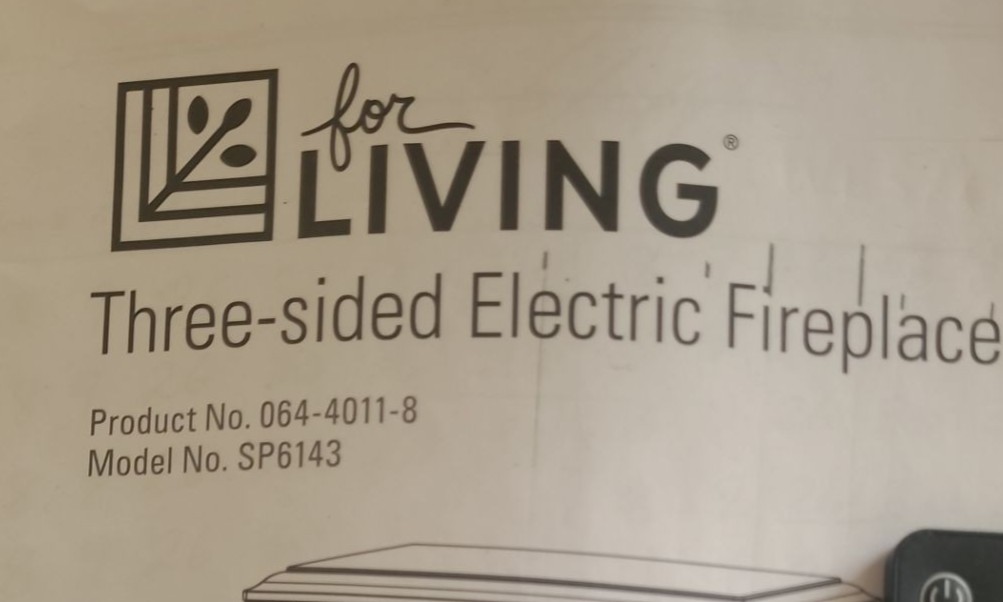 for
LIVING®
Three-sided Electric Fireplace
Product No. 064-4011-8
Model No. SP6143